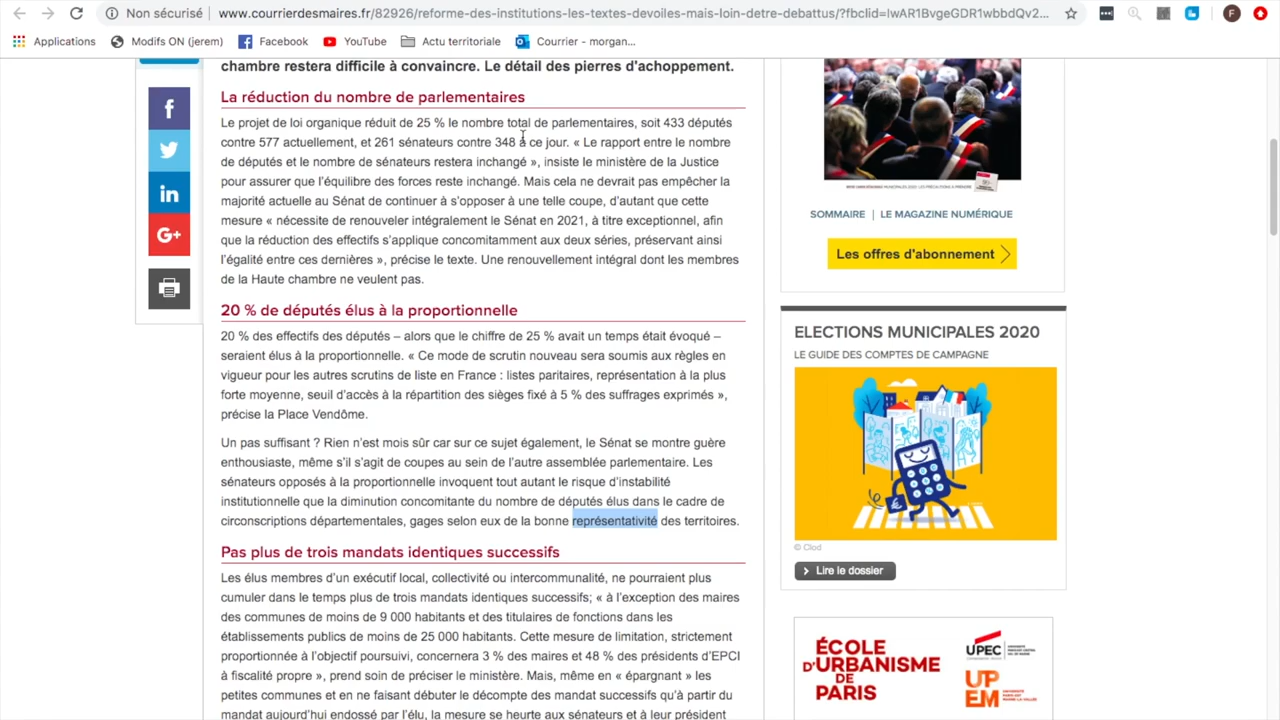 Non sécurisé | www.courrierdesmaires.fr/82926/reforme-des-institutions-les-textes-devoiles-mais-loin-detre-debattus/?fbclid=IwAR1BvgeGDR1wbbdQv2...
F
Applications
Modifs ON (jerem)
Facebook
YouTube
Actu territoriale
Courrier - morgan...
chambre restera difficile à convaincre. Le détail des pierres d'achoppement.
La réduction du nombre de parlementaires
Le projet de loi organique réduit de 25 % le nombre total de parlementaires, soit 433 députés
contre 577 actuellement, et 261 sénateurs contre 348 à ce jour. « Le rapport entre le nombre
de députés et le nombre de sénateurs restera inchangé », insiste le ministère de la Justice
pour assurer que l'équilibre des forces reste inchangé. Mais cela ne devrait pas empêcher la
majorité actuelle au Sénat de continuer à s'opposer à une telle coupe, d'autant que cette
mesure « nécessite de renouveler intégralement le Sénat en 2021, à titre exceptionnel, afin
que la réduction des effectifs s'applique concomitamment aux deux séries, préservant ainsi
l'égalité entre ces dernières », précise le texte. Une renouvellement intégral dont les membres
de la Haute chambre ne veulent pas.
20 % de députés élus à la proportionnelle
20 % des effectifs des députés – alors que le chiffre de 25 % avait un temps était évoqué –
seraient élus à la proportionnelle. « Ce mode de scrutin nouveau sera soumis aux règles en
vigueur pour les autres scrutins de liste en France : listes paritaires, représentation à la plus
forte moyenne, seuil d'accès à la répartition des sièges fixé à 5 % des suffrages exprimés »,
précise la Place Vendôme.
Un pas suffisant ? Rien n'est mois sûr car sur ce sujet également, le Sénat se montre guère
enthousiaste, même s'il s'agit de coupes au sein de l'autre assemblée parlementaire. Les
sénateurs opposés à la proportionnelle invoquent tout autant le risque d'instabilité
institutionnelle que la diminution concomitante du nombre de députés élus dans le cadre de
circonscriptions départementales, gages selon eux de la bonne représentativité des territoires.
Pas plus de trois mandats identiques successifs
Les élus membres d'un exécutif local, collectivité ou intercommunalité, ne pourraient plus
cumuler dans le temps plus de trois mandats identiques successifs; « à l'exception des maires
des communes de moins de 9 000 habitants et des titulaires de fonctions dans les
établissements publics de moins de 25 000 habitants. Cette mesure de limitation, strictement
proportionnée à l'objectif poursuivi, concernera 3 % des maires et 48 % des présidents d'EPCI
à fiscalité propre », prend soin de préciser le ministère. Mais, même en « épargnant » les
petites communes et en ne faisant débuter le décompte des mandat successifs qu'à partir du
mandat aujourd'hui endossé par l'élu, la mesure se heurte aux sénateurs et à leur président
f
in
G+
SOMMAIRE | LE MAGAZINE NUMÉRIQUE
Les offres d'abonnement
ELECTIONS MUNICIPALES 2020
LE GUIDE DES COMPTES DE CAMPAGNE
© Clod
Lire le dossier
ÉCOLE
D'URBANISME
DE
PARIS
UPEC
UP
EM